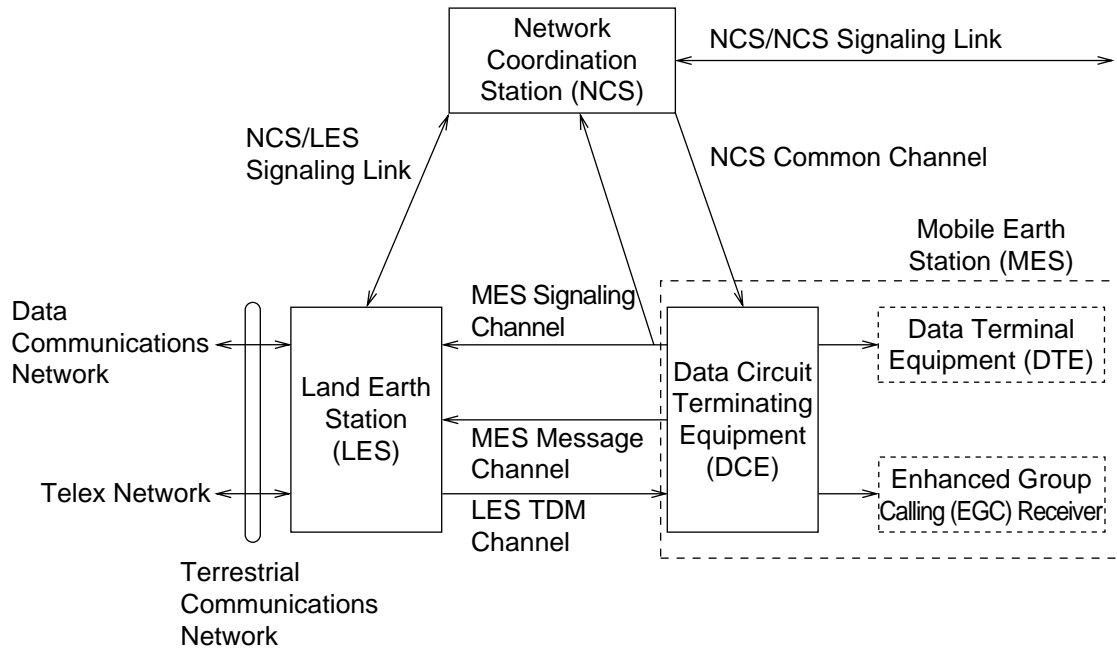 Network
Coordination
Station (NCS)
NCS/NCS Signaling Link
NCS/LES
Signaling Link
NCS Common Channel
Mobile Earth
Station (MES)
Data
Communications
Network
MES Signaling
Channel
Data Terminal
Equipment (DTE)
Land Earth
Station
(LES)
Data Circuit
Terminating
Equipment
(DCE)
MES Message
Channel
Telex Network
LES TDM
Channel
Enhanced Group
Calling (EGC) Receiver
Terrestrial
Communications
Network